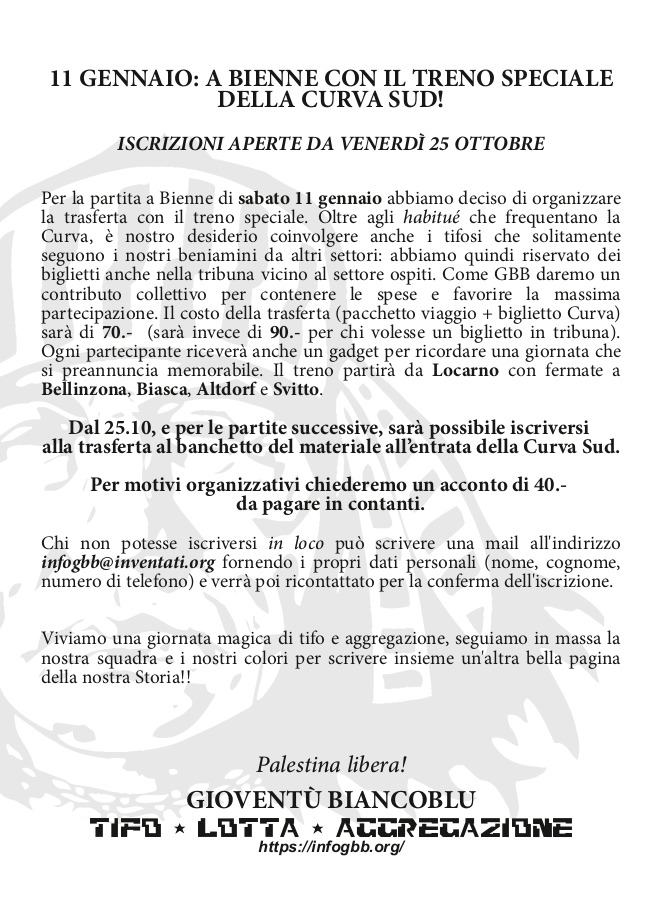 11 GENNAIO: A BIENNE CON IL TRENO SPECIALE
DELLA CURVA SUD!
ISCRIZIONI APERTE DA VENERDÌ 25 OTTOBRE
Per la partita a Bienne di sabato 11 gennaio abbiamo deciso di organizzare
la trasferta con il treno speciale. Oltre agli habitué che frequentano la
Curva, è nostro desiderio coinvolgere anche i tifosi che solitamente
seguono i nostri beniamini da altri settori: abbiamo quindi riservato dei
biglietti anche nella tribuna vicino al settore ospiti. Come GBB daremo un
contributo collettivo per contenere le spese e favorire la massima
partecipazione. Il costo della trasferta (pacchetto viaggio + biglietto Curva)
sarà di 70.- (sarà invece di 90.- per chi volesse un biglietto in tribuna).
Ogni partecipante riceverà anche un gadget per ricordare una giornata che
si preannuncia memorabile. Il treno partirà da Locarno con fermate a
Bellinzona, Biasca, Altdorf e Svitto.
Dal 25.10, e per le partite successive, sarà possibile iscriversi
alla trasferta al banchetto del materiale all'entrata della Curva Sud.
Per motivi organizzativi chiederemo un acconto di 40.-
da pagare in contanti.
Chi non potesse iscriversi in loco può scrivere una mail all'indirizzo
infogbb@inventati.org fornendo i propri dati personali (nome, cognome,
numero di telefono) e verrà poi ricontattato per la conferma dell'iscrizione.
Viviamo una giornata magica di tifo e aggregazione, seguiamo in massa la
nostra squadra e i nostri colori per scrivere insieme un'altra bella pagina
della nostra Storia!!
Palestina libera!
GIOVENTÙ BIANCOBLU
TIFO ★ LOTTA ★ AGGREGAZIONE
https://infogbb.org/